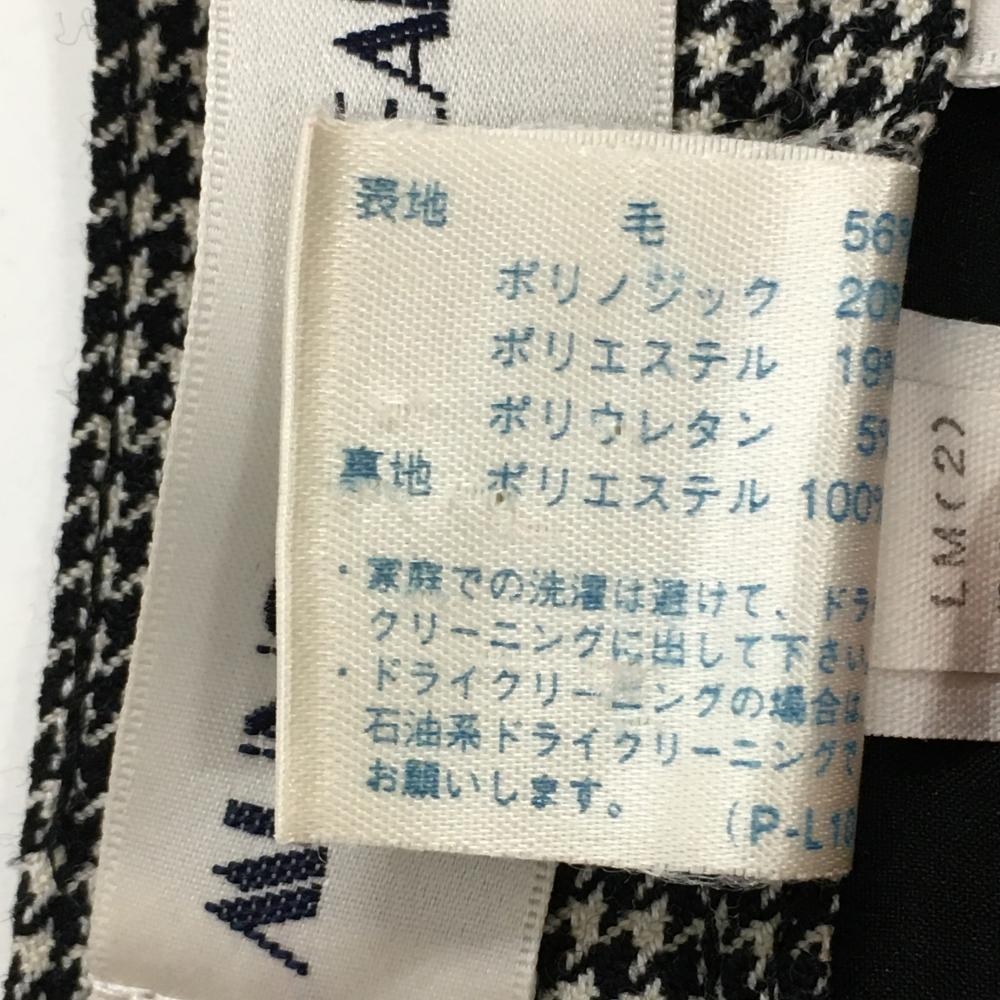 表地 毛 56%
ポリノジック 20%
ポリエステル 19%
ポリウレタン 5%
裏地 ポリエステル 100%
・家庭での洗濯は避けて、ドラ
クリーニングに出して下さい
・ドライクリーニングの場合は
石油系ドライクリーニングで
お願いします。
(P-L10
LM(2)